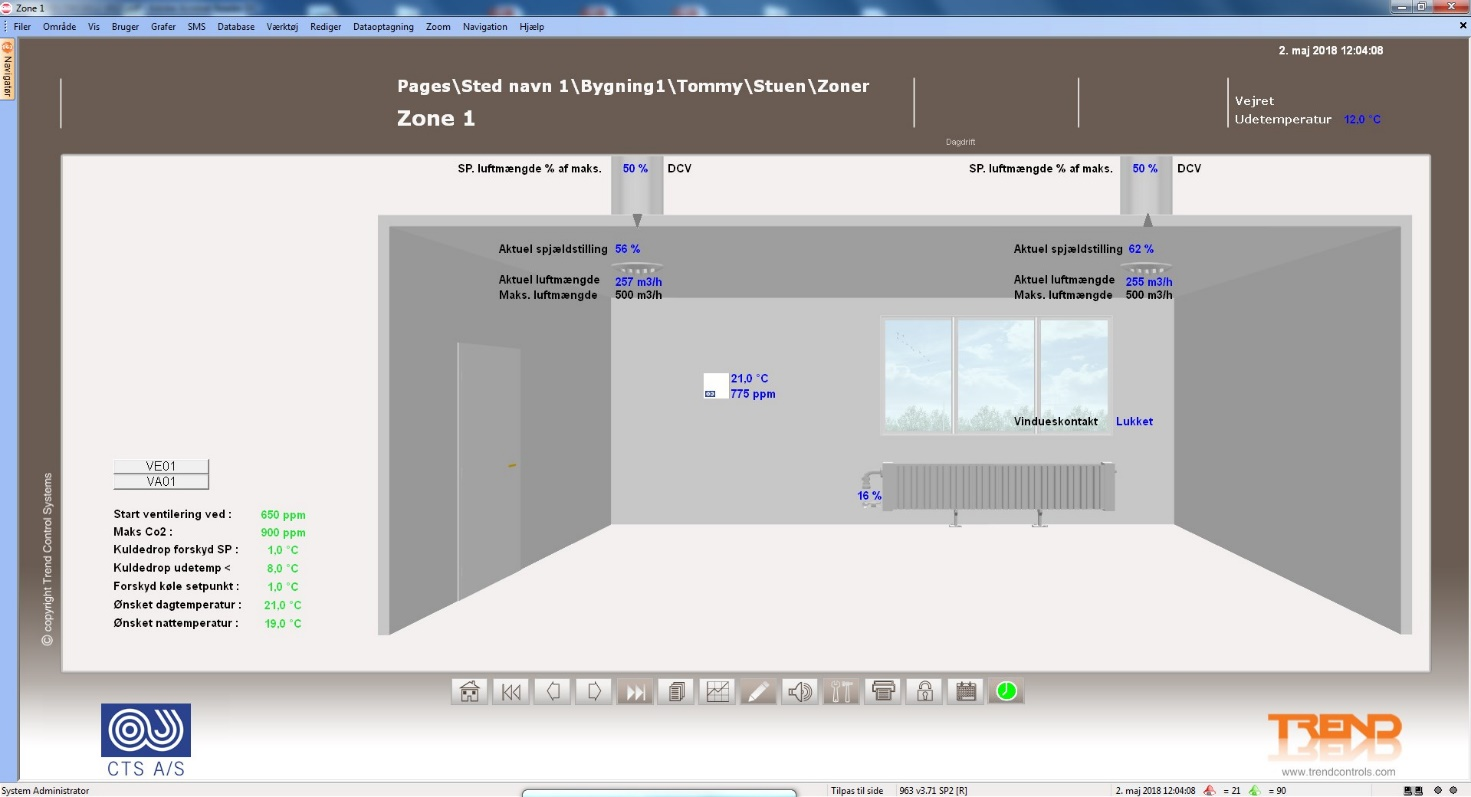 Zone 1
Filer Område Vis Bruger Grafer SMS Database Værktøj Rediger Dataoptagning Zoom Navigation Hjælp
Navigator
2. maj 2018 12:04:08
Pages\Sted navn 1\Bygning1\Tommy\Stuen\Zoner
Zone 1
Vejret
Udetemperatur 12,0 °C
Dagdrift
SP. luftmængde % af maks. 50 % DCV
SP. luftmængde % af maks. 50 % DCV
Aktuel spjældstilling 56 %
Aktuel luftmængde 257 m3/h
Maks. luftmængde 500 m3/h
Aktuel spjældstilling 62 %
Aktuel luftmængde 255 m3/h
Maks. luftmængde 500 m3/h
21,0 °C
775 ppm
Vindueskontakt Lukket
16 %
VE01
VA01
Start ventilering ved : 650 ppm
Maks Co2 : 900 ppm
Kuldedrop forskyd SP : 1,0 °C
Kuldedrop udetemp < 8,0 °C
Forskyd køle setpunkt : 1,0 °C
Ønsket dagtemperatur : 21,0 °C
Ønsket nattemperatur : 19,0 °C
© copyright Trend Control Systems
CTS A/S
TREND
www.trendcontrols.com
System Administrator
Tilpas til side 963 v3.71 SP2 [R] 2. maj 2018 12:04:08 = 21 = 90